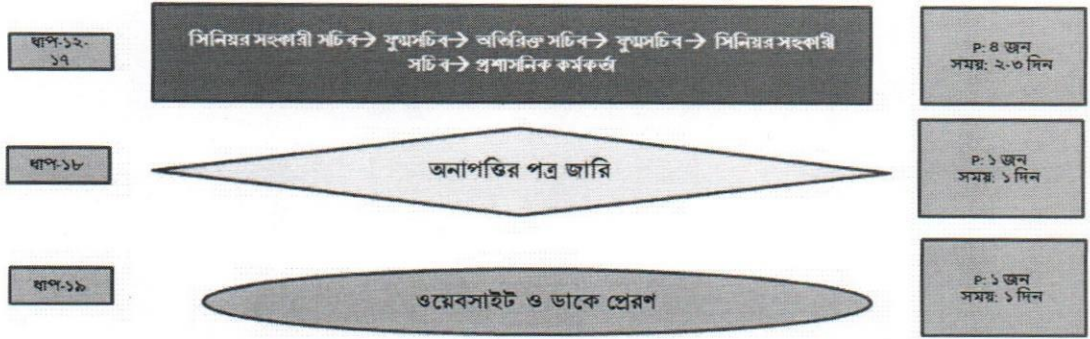 ধাপ-১২-
১৭
সিনিয়র সহকারী সচিব→ যুগ্মসচিব→ অতিরিক্ত সচিব→ যুগ্মসচিব→ সিনিয়র সহকারী
সচিব→ প্রশাসনিক কর্মকর্তা
P: ৪ জন
সময়: ২-৩ দিন
ধাপ-১৮
অনাপত্তির পত্র জারি
P: ১ জন
সময়: ১ দিন
ধাপ-১৯
ওয়েবসাইট ও ডাকে প্রেরণ
P: ১ জন
সময়: ১ দিন